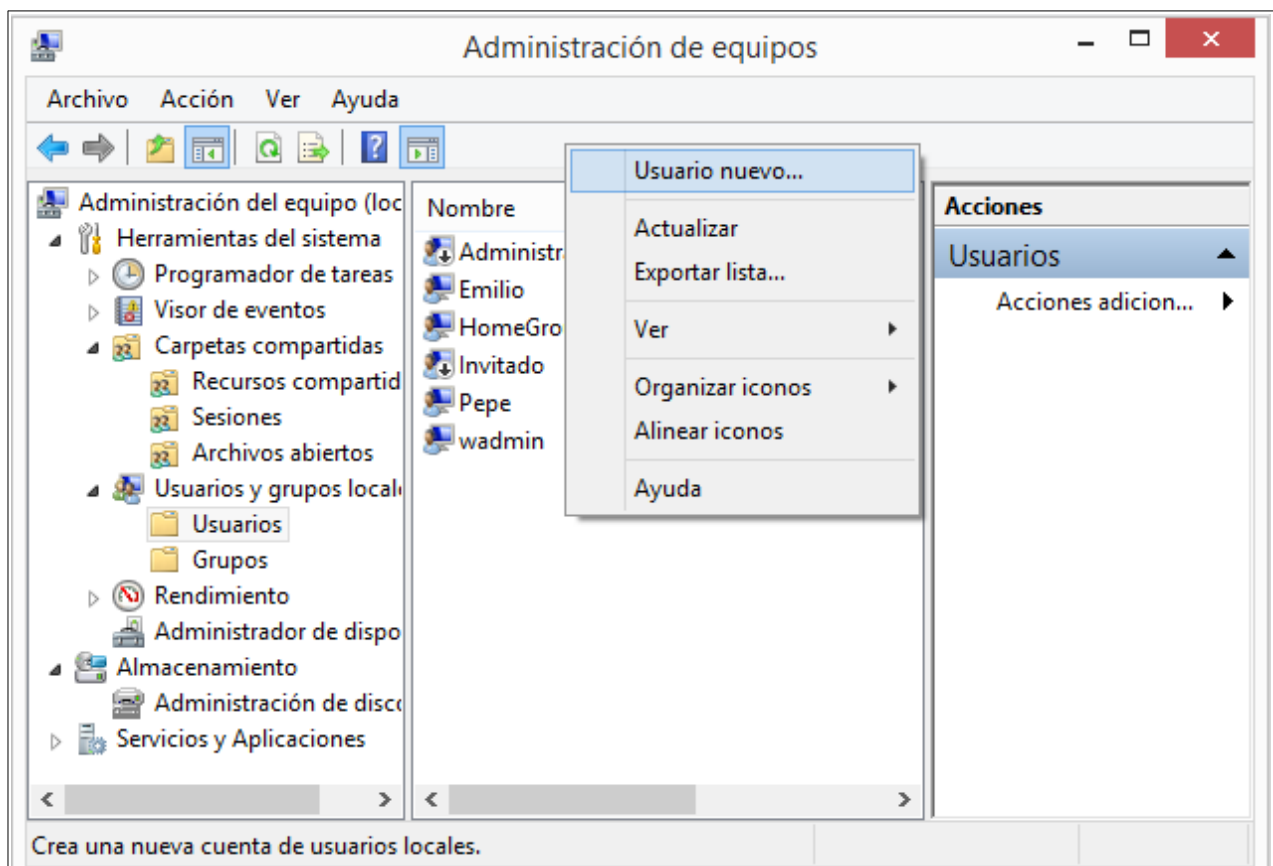 Administración de equipos
Archivo Acción Ver Ayuda
Administración del equipo (loc
Herramientas del sistema
Programador de tareas
Visor de eventos
Carpetas compartidas
Recursos compartid
Sesiones
Archivos abiertos
Usuarios y grupos local
Usuarios
Grupos
Rendimiento
Administrador de dispo
Almacenamiento
Administración de disco
Servicios y Aplicaciones
Nombre
Administra
Emilio
HomeGro
Invitado
Pepe
wadmin
Usuario nuevo...
Actualizar
Exportar lista...
Ver
Organizar iconos
Alinear iconos
Ayuda
Acciones
Usuarios
Acciones adicion...
Crea una nueva cuenta de usuarios locales.